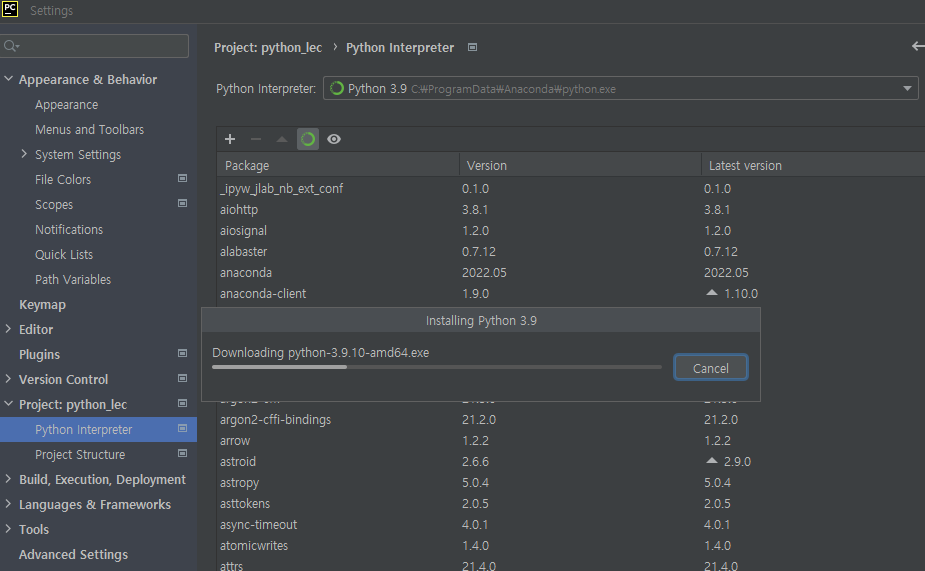 PC
Settings
Project: python_lec › Python Interpreter
Python Interpreter: Python 3.9 C:₩ProgramData₩Anaconda₩python.exe
Appearance & Behavior
Appearance
Menus and Toolbars
System Settings
File Colors
Scopes
Notifications
Quick Lists
Path Variables
Keymap
Editor
Plugins
Version Control
Project: python_lec
Python Interpreter
Project Structure
Build, Execution, Deployment
Languages & Frameworks
Tools
Advanced Settings
Package Version Latest version
_ipyw_jlab_nb_ext_conf 0.1.0 0.1.0
aiohttp 3.8.1 3.8.1
aiosignal 1.2.0 1.2.0
alabaster 0.7.12 0.7.12
anaconda 2022.05 2022.05
anaconda-client 1.9.0 1.10.0
Installing Python 3.9
Downloading python-3.9.10-amd64.exe
Cancel
argon2-cffi-bindings 21.2.0 21.2.0
arrow 1.2.2 1.2.2
astroid 2.6.6 2.9.0
astropy 5.0.4 5.0.4
asttokens 2.0.5 2.0.5
async-timeout 4.0.1 4.0.1
atomicwrites 1.4.0 1.4.0
attrs 21.4.0 21.4.0